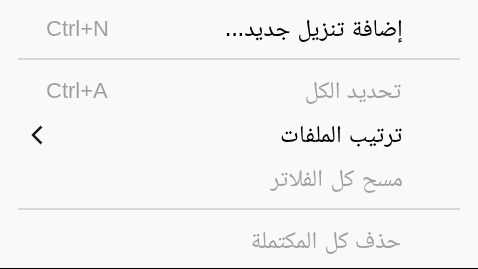 إضافة تنزيل جديد... Ctrl+N
تحديد الكل Ctrl+A
ترتيب الملفات
مسح كل الفلاتر
حذف كل المكتملة